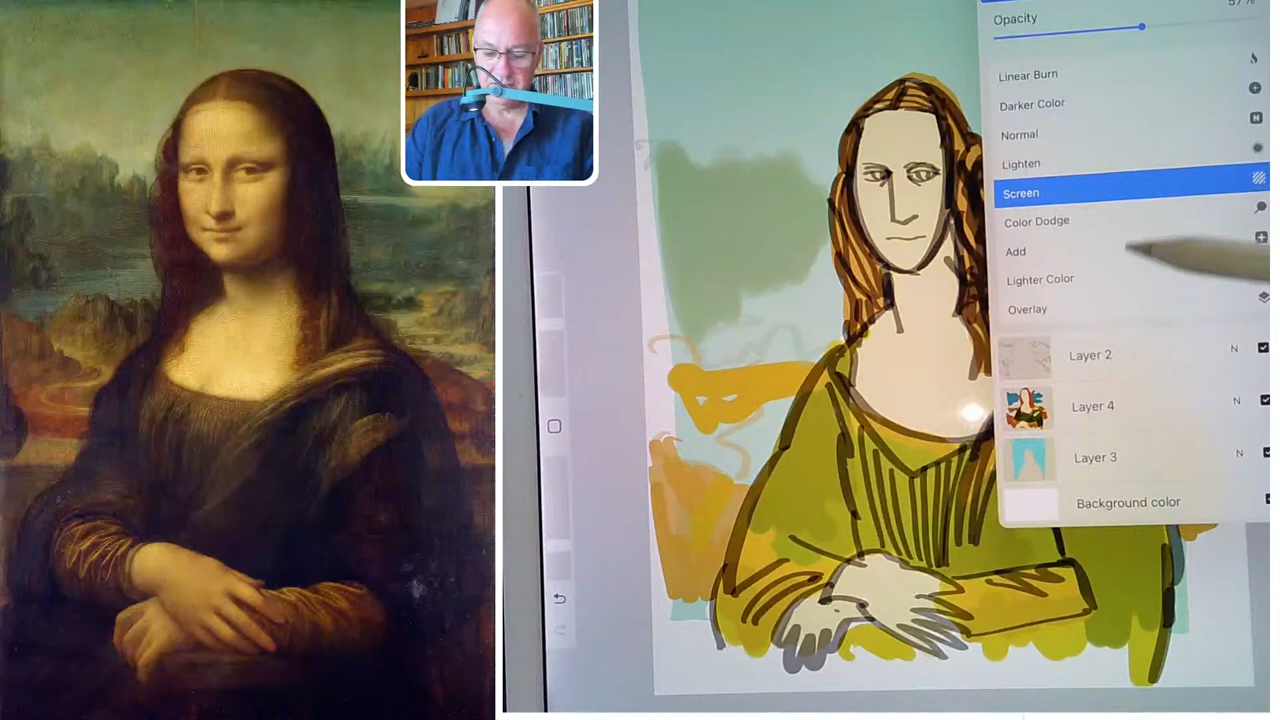 Opacity
57%
Linear Burn
Darker Color
Normal
Lighten
Screen
Color Dodge
Add
Lighter Color
Overlay
Layer 2 N
Layer 4 N
Layer 3 N
Background color